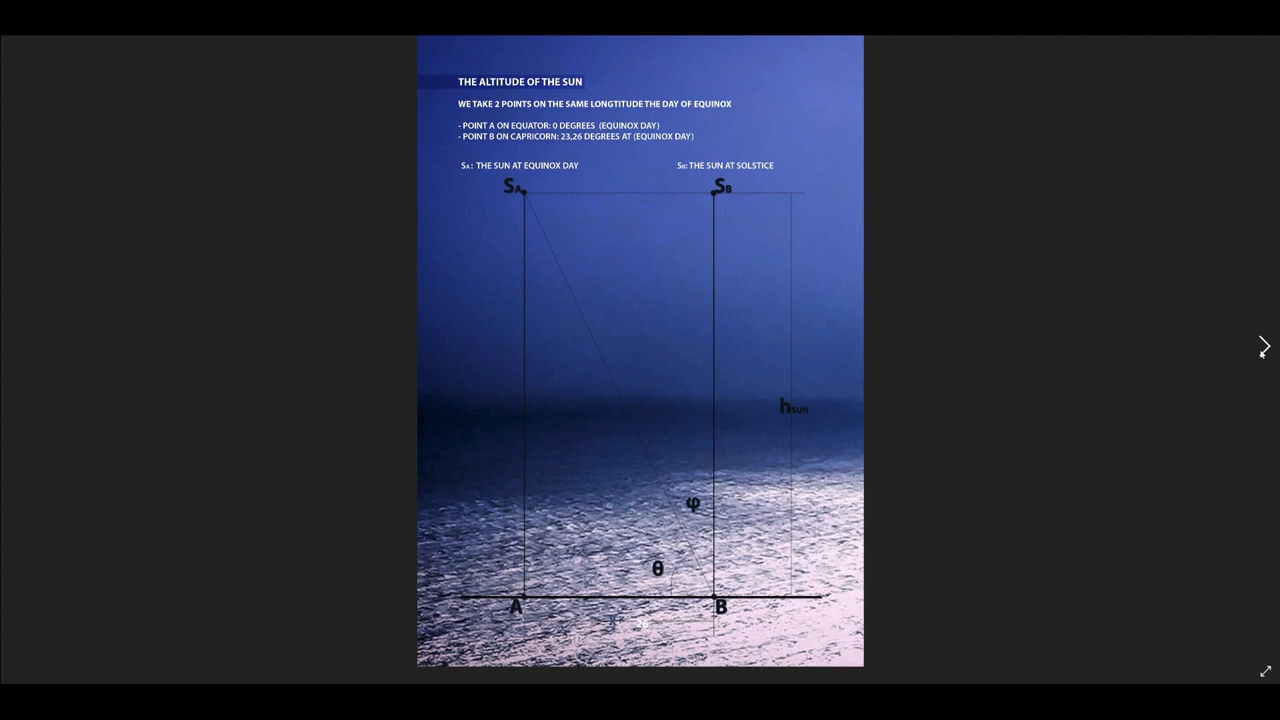 THE ALTITUDE OF THE SUN
WE TAKE 2 POINTS ON THE SAME LONGTITUDE THE DAY OF EQUINOX
- POINT A ON EQUATOR: 0 DEGREES (EQUINOX DAY)
- POINT B ON CAPRICORN: 23,26 DEGREES AT (EQUINOX DAY)
SA: THE SUN AT EQUINOX DAY SB: THE SUN AT SOLSTICE
SA SB
hSUN
φ
θ
A B
X 26